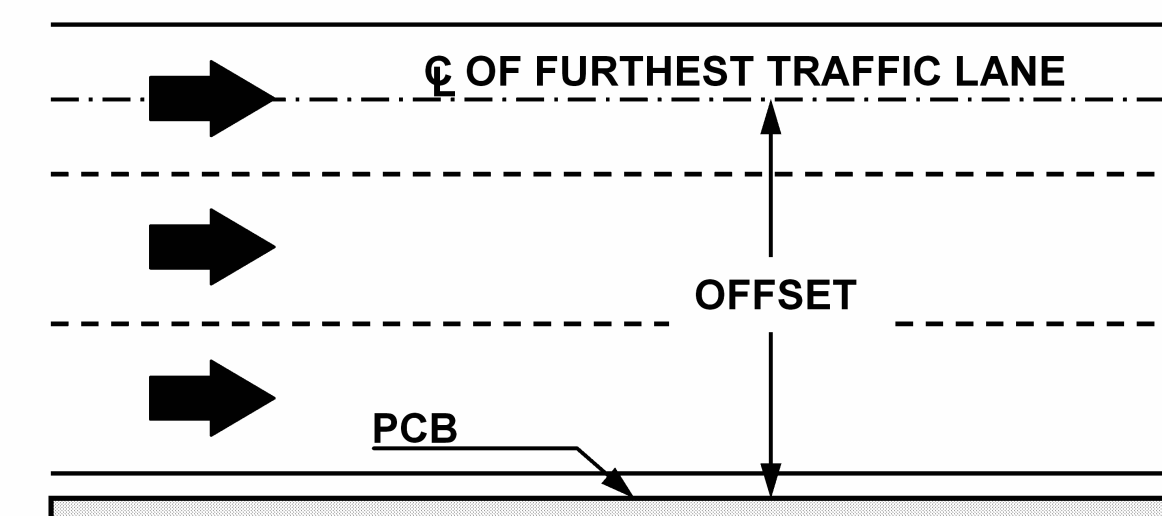 ℄ OF FURTHEST TRAFFIC LANE
OFFSET
PCB